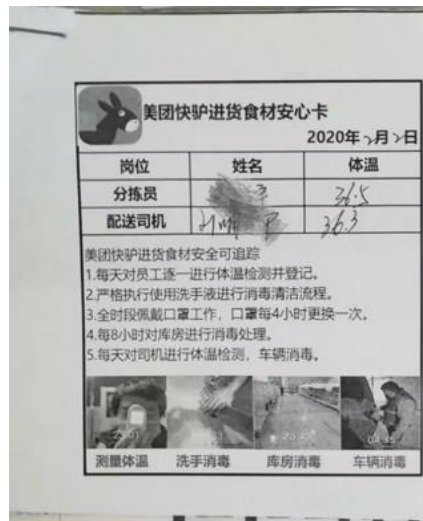 美团快驴进货食材安心卡
2020年2月2日
岗位 姓名 体温
分拣员 36.5
配送司机 36.3
美团快驴进货食材安全可追踪
1.每天对员工逐一进行体温检测并登记。
2.严格执行使用洗手液进行消毒清洁流程。
3.全时段佩戴口罩工作，口罩每4小时更换一次。
4.每8小时对库房进行消毒处理。
5.每天对司机进行体温检测，车辆消毒。
测量体温 洗手消毒 库房消毒 车辆消毒